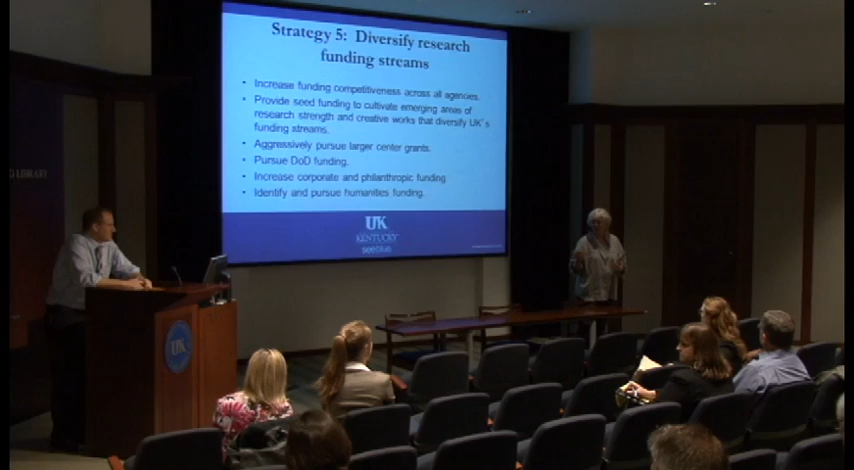 Strategy 5: Diversify research
funding streams
• Increase funding competitiveness across all agencies.
• Provide seed funding to cultivate emerging areas of
research strength and creative works that diversify UK's
funding streams.
• Aggressively pursue larger center grants.
• Pursue DoD funding.
• Increase corporate and philanthropic funding
• Identify and pursue humanities funding.
UK
KENTUCKY
seeblue
LIBRARY
UK